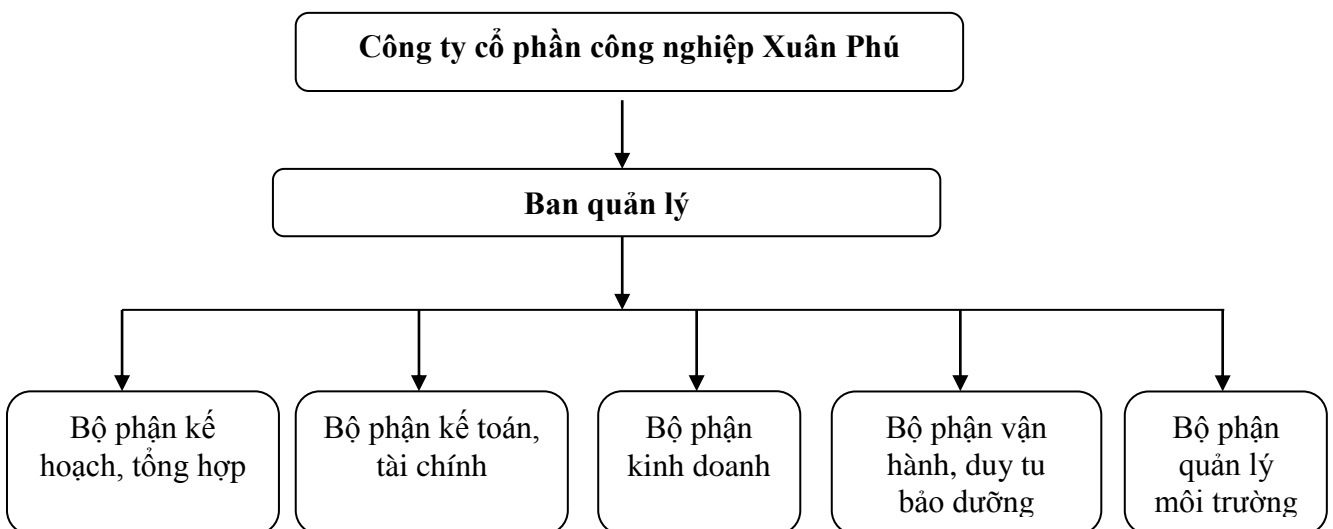 Công ty cổ phần công nghiệp Xuân Phú
Ban quản lý
Bộ phận kế
hoạch, tổng hợp
Bộ phận kế toán,
tài chính
Bộ phận
kinh doanh
Bộ phận vận
hành, duy tu
bảo dưỡng
Bộ phận
quản lý
môi trường